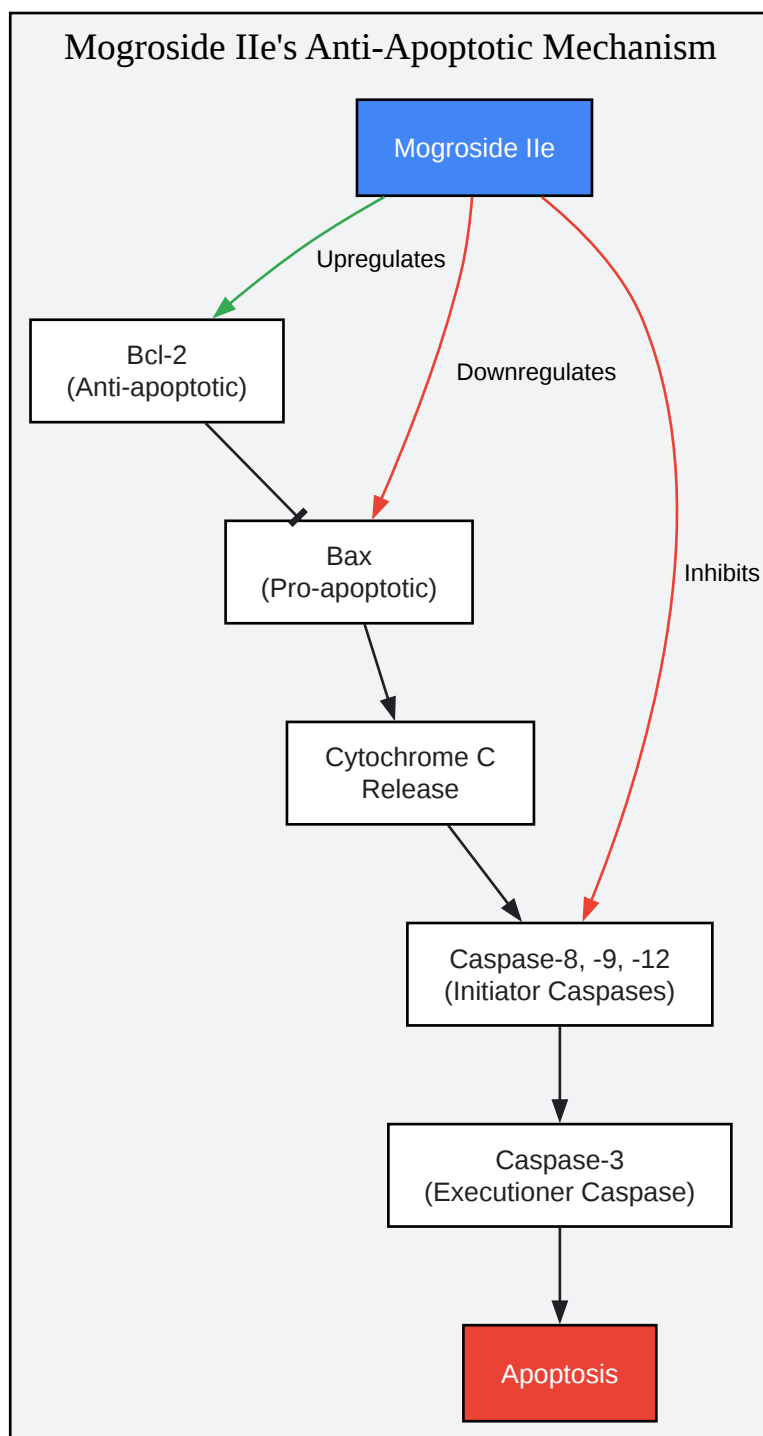 Mogroside IIe's Anti-Apoptotic Mechanism
Mogroside IIe
Upregulates
Bcl-2
(Anti-apoptotic)
Downregulates
Bax
(Pro-apoptotic)
Inhibits
Cytochrome C
Release
Caspase-8, -9, -12
(Initiator Caspases)
Caspase-3
(Executioner Caspase)
Apoptosis